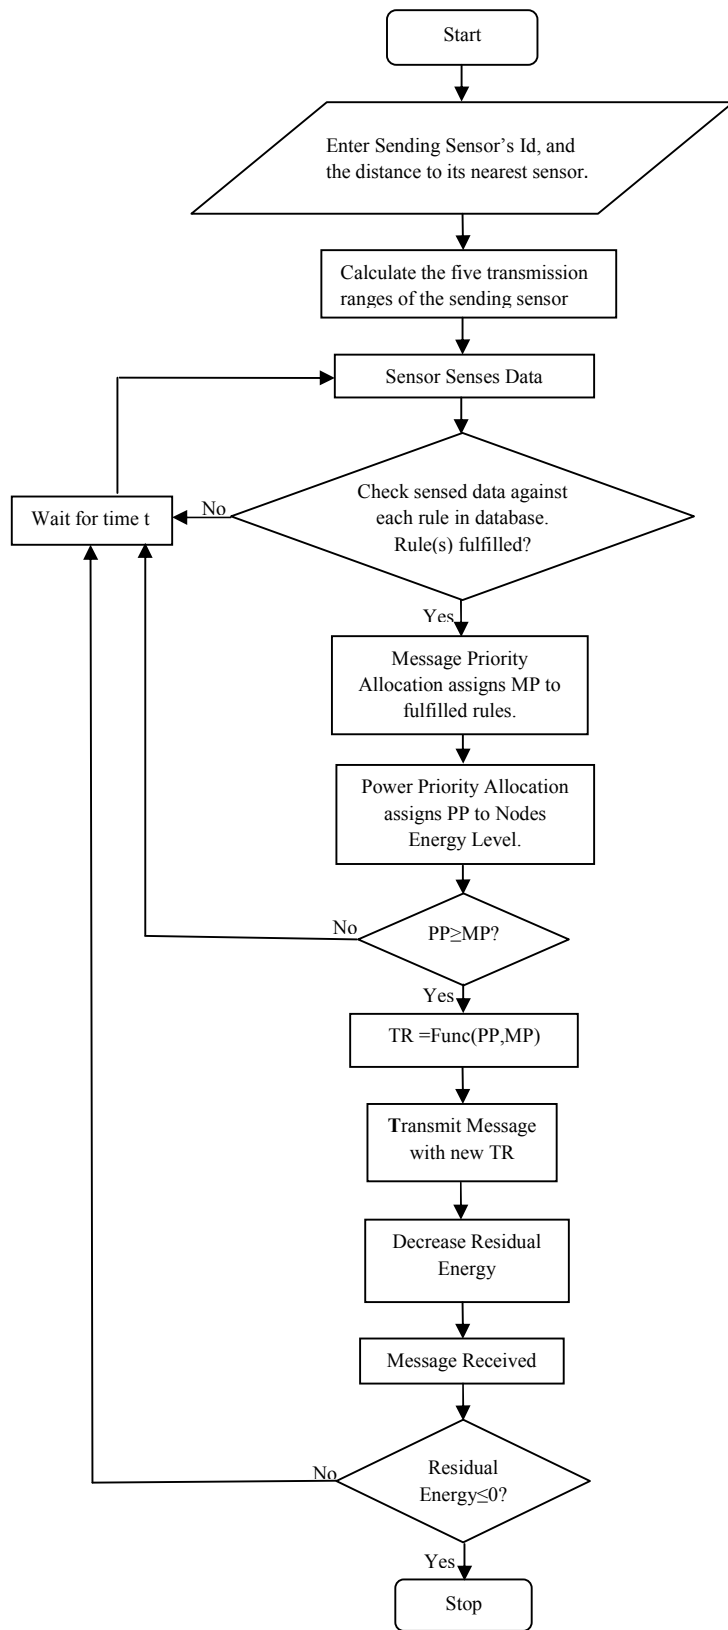 Start
Enter Sending Sensor's Id, and
the distance to its nearest sensor.
Calculate the five transmission
ranges of the sending sensor
Sensor Senses Data
Check sensed data against
each rule in database.
Rule(s) fulfilled?
No
Wait for time t
Yes
Message Priority
Allocation assigns MP to
fulfilled rules.
Power Priority Allocation
assigns PP to Nodes
Energy Level.
No
PP≥MP?
Yes
TR =Func(PP,MP)
Transmit Message
with new TR
Decrease Residual
Energy
Message Received
No
Residual
Energy≤0?
Yes
Stop